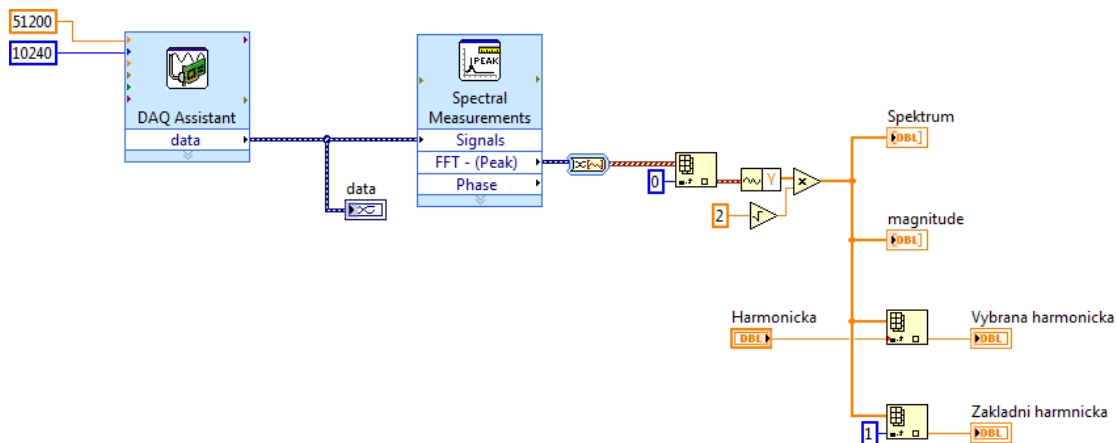 51200
10240
DAQ Assistant
data
data
PEAK
Spectral
Measurements
Signals
FFT - (Peak)
Phase
0
Y
2
Spektrum
DBL
magnitude
DBL
Harmonicka
DBL
Vybrana harmonicka
DBL
Zakladni harmnicka
1
DBL